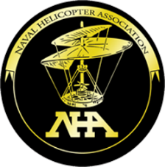 NAVAL HELICOPTER ASSOCIATION
NHA